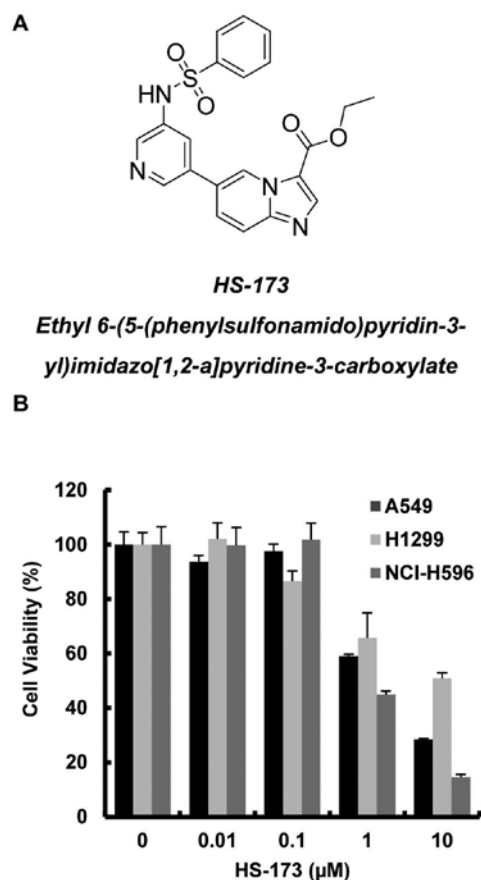 A
O
S
HN
O
O
O
N
N
N
HS-173
Ethyl 6-(5-(phenylsulfonamido)pyridin-3-
yl)imidazo[1,2-a]pyridine-3-carboxylate
B
120
100
80
60
40
20
0
Cell Viability (%)
A549
H1299
NCI-H596
0 0.01 0.1 1 10
HS-173 (µM)